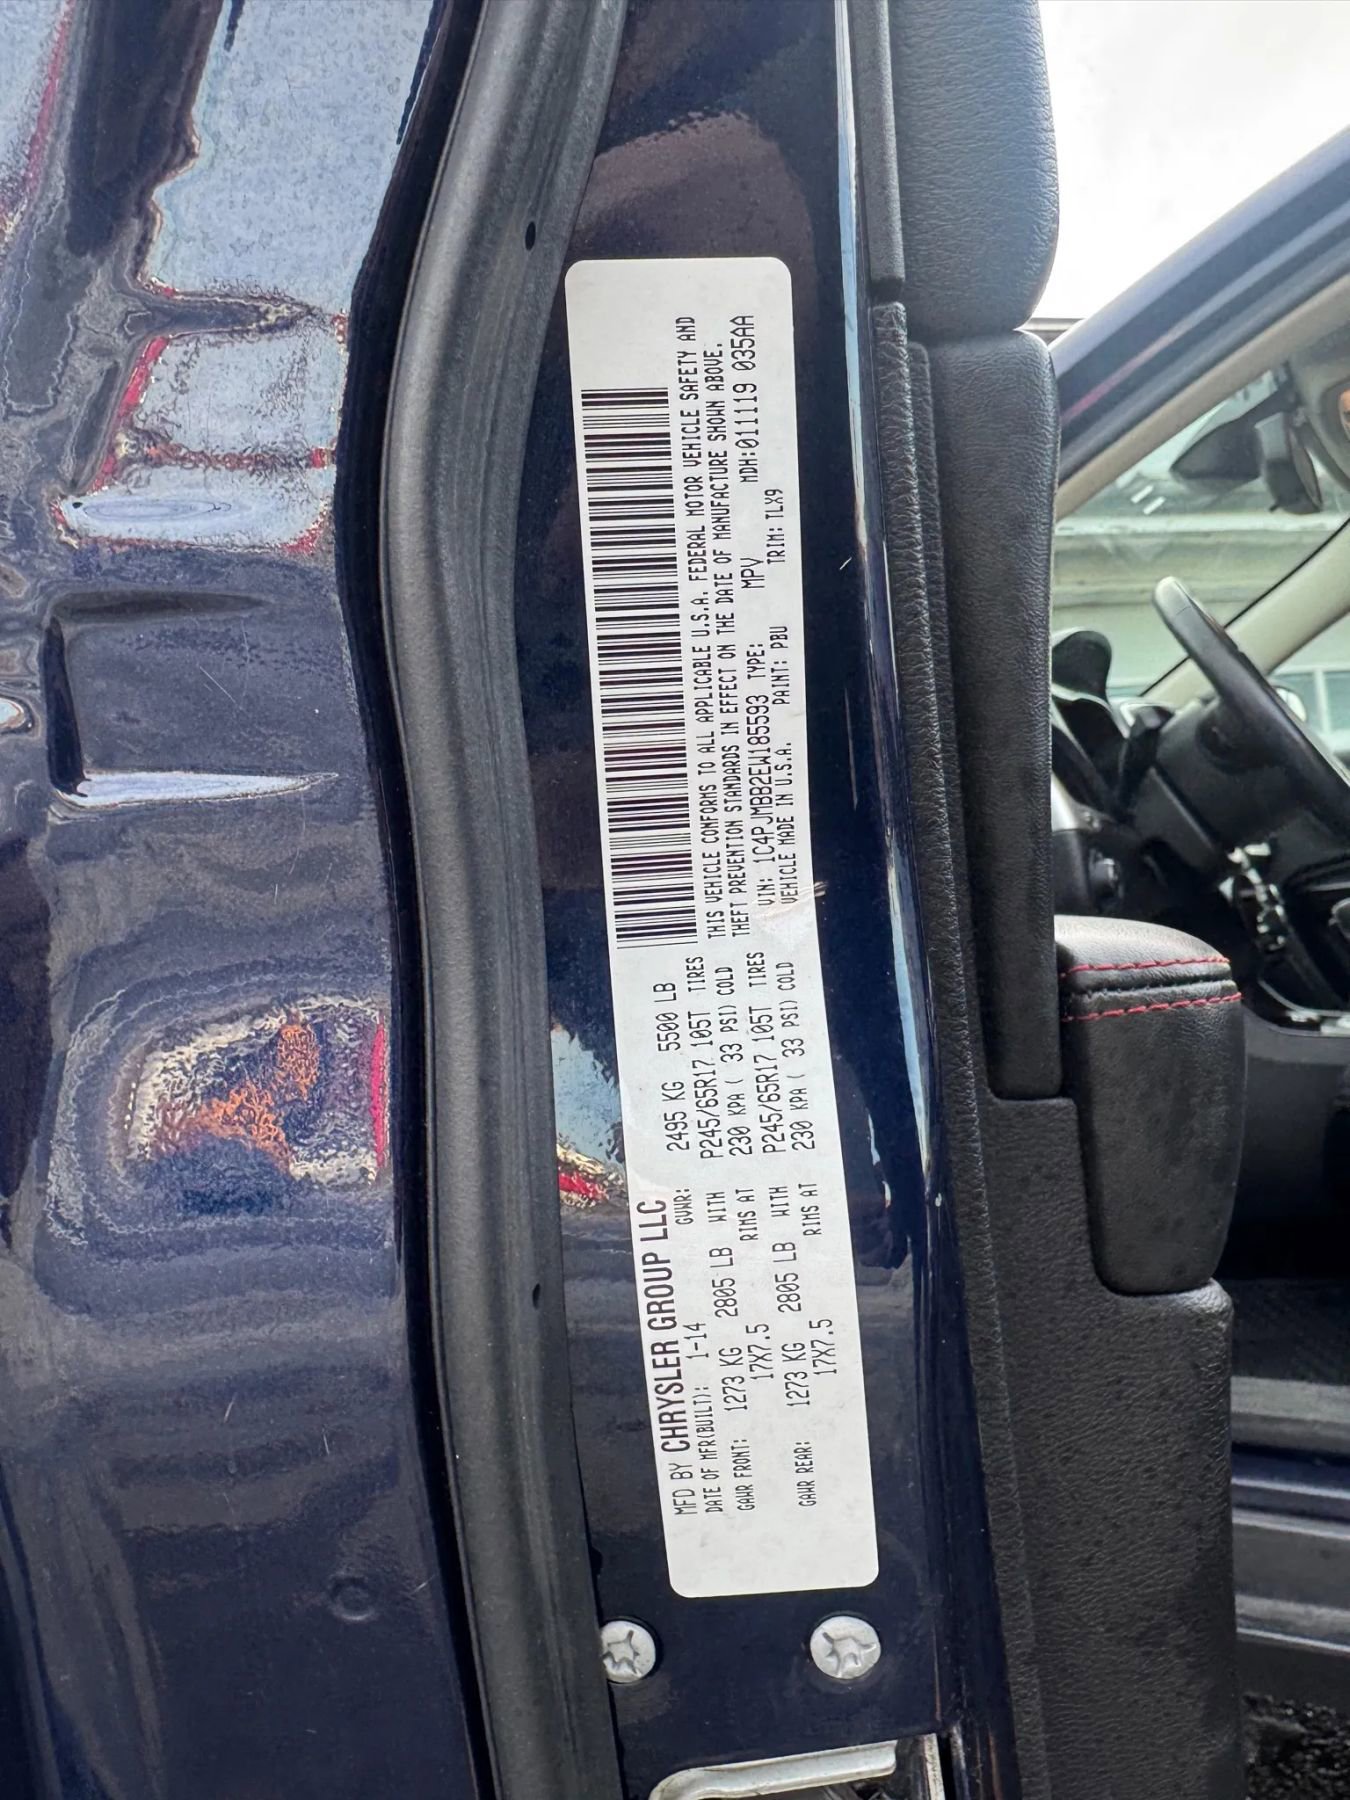 MFD BY CHRYSLER GROUP LLC
DATE OF MFR(BUILT): 1-14 GVWR: 2495 KG 5500 LB
GAWR FRONT: 1273 KG 2805 LB WITH P245/65R17 105T TIRES
17X7.5 RIMS AT 230 KPA ( 33 PSI) COLD
GAWR REAR: 1273 KG 2805 LB WITH P245/65R17 105T TIRES
17X7.5 RIMS AT 230 KPA ( 33 PSI) COLD
THIS VEHICLE CONFORMS TO ALL APPLICABLE U.S.A. FEDERAL MOTOR VEHICLE SAFETY AND
THEFT PREVENTION STANDARDS IN EFFECT ON THE DATE OF MANUFACTURE SHOWN ABOVE.
VIN: 1C4PJMBB2EW185593 TYPE: MPV MDH:011119 035AA
VEHICLE MADE IN U.S.A. PAINT: PBU TRIM: TLX9